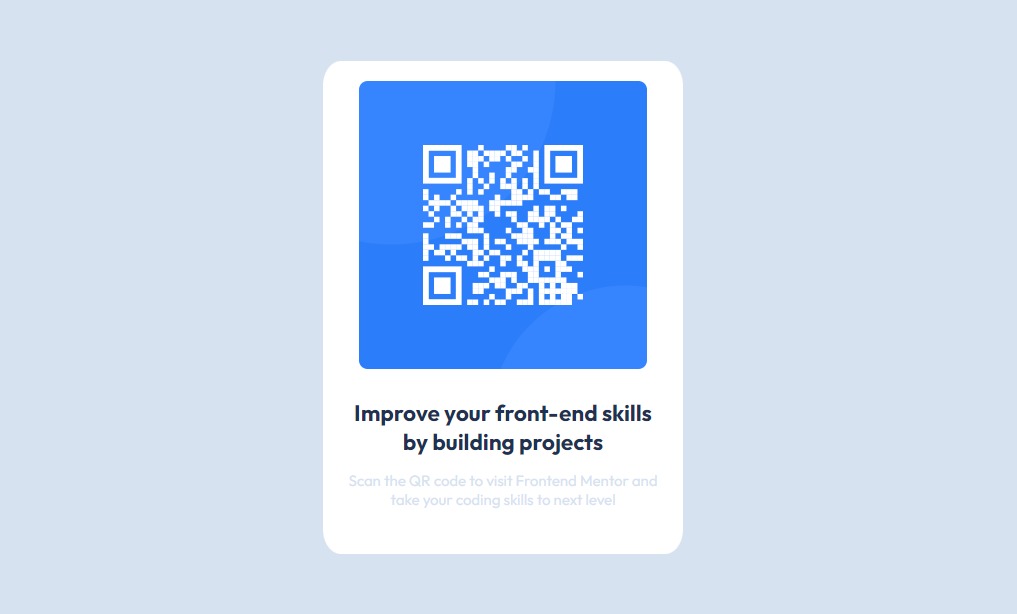 Improve your front-end skills
by building projects
Scan the QR code to visit Frontend Mentor and
take your coding skills to next level